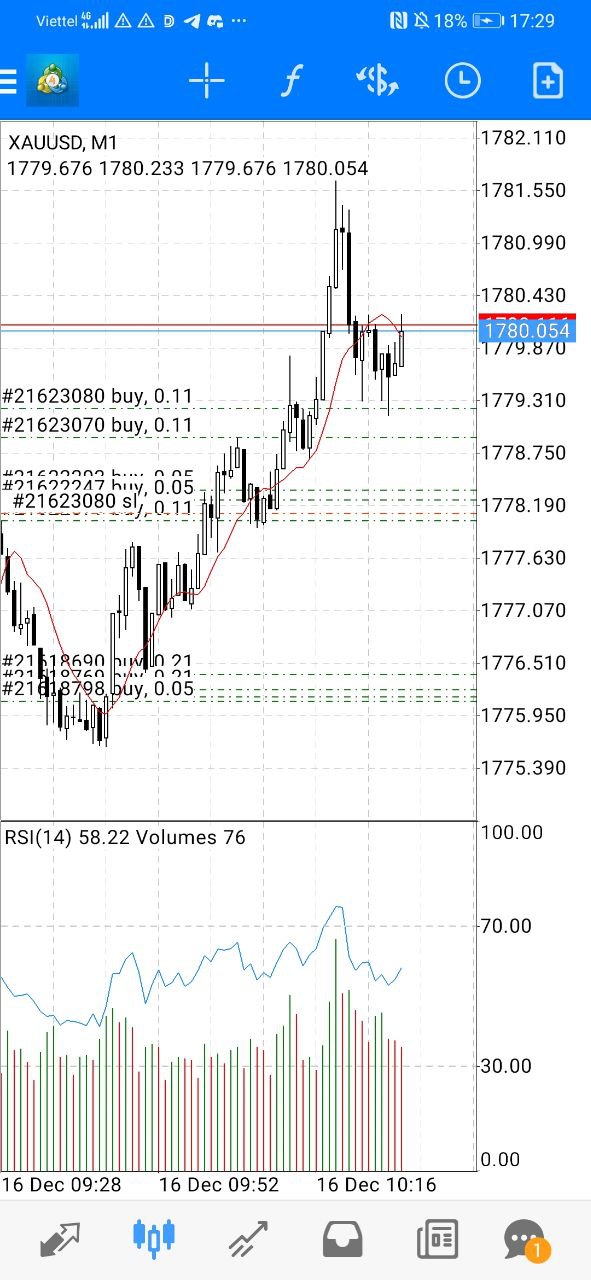 Viettel 4G 18% 17:29
XAUUSD, M1
1779.676 1780.233 1779.676 1780.054
1782.110
1781.550
1780.990
1780.430
1780.054
1779.870
1779.310
1778.750
1778.190
1777.630
1777.070
1776.510
1775.950
1775.390
#21623080 buy, 0.11
#21623070 buy, 0.11
buy, 0.05
#21622247 buy, 0.05
#21623080 sl
buy, 0.11
#21618690 buy, 0.21
#21618798 buy, 0.05
RSI(14) 58.22 Volumes 76
100.00
70.00
30.00
0.00
16 Dec 09:28 16 Dec 09:52 16 Dec 10:16
1